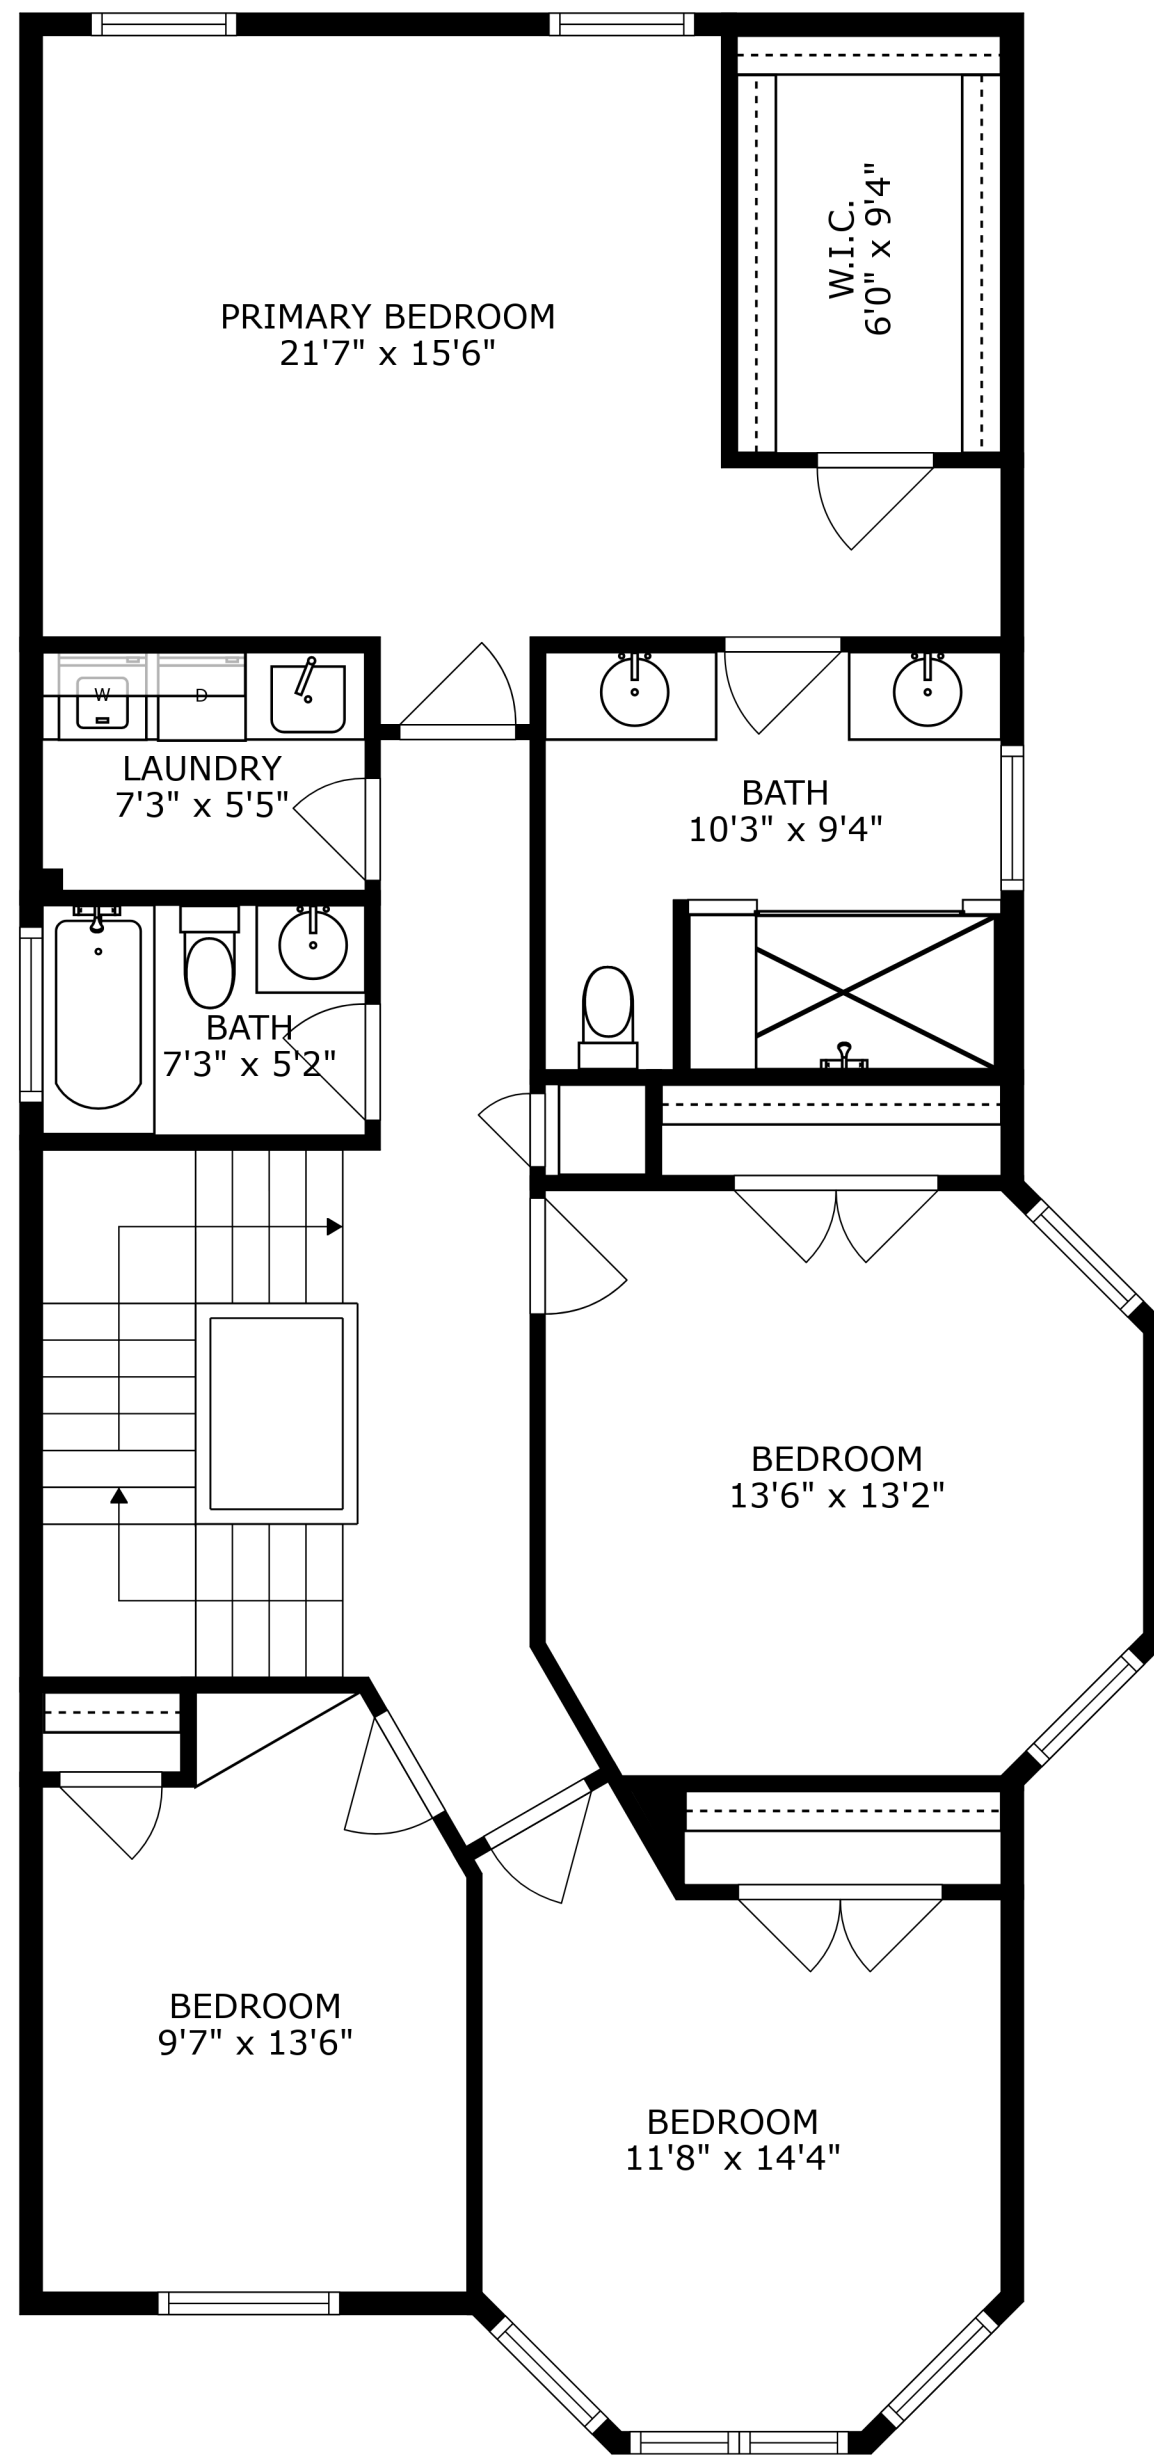 W.I.C.
6'0" x 9'4"
PRIMARY BEDROOM
21'7" x 15'6"
W
D
LAUNDRY
7'3" x 5'5"
BATH
10'3" x 9'4"
BATH
7'3" x 5'2"
BEDROOM
13'6" x 13'2"
BEDROOM
9'7" x 13'6"
BEDROOM
11'8" x 14'4"